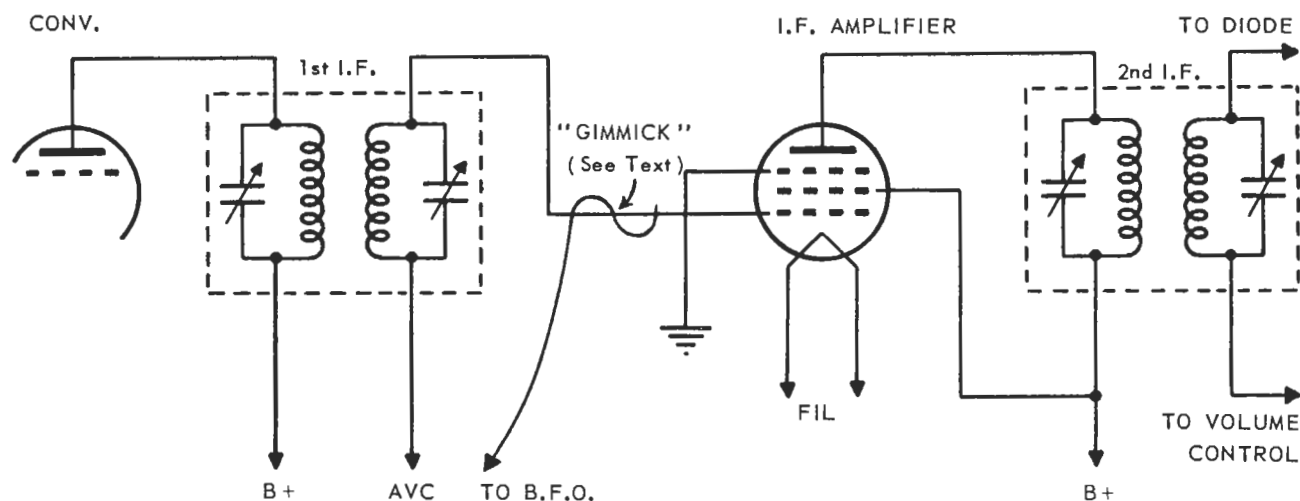 CONV.
I.F. AMPLIFIER
TO DIODE
1st I.F.
2nd I.F.
"GIMMICK"
(See Text)
FIL
TO VOLUME
CONTROL
B+
AVC
TO B.F.O.
B+